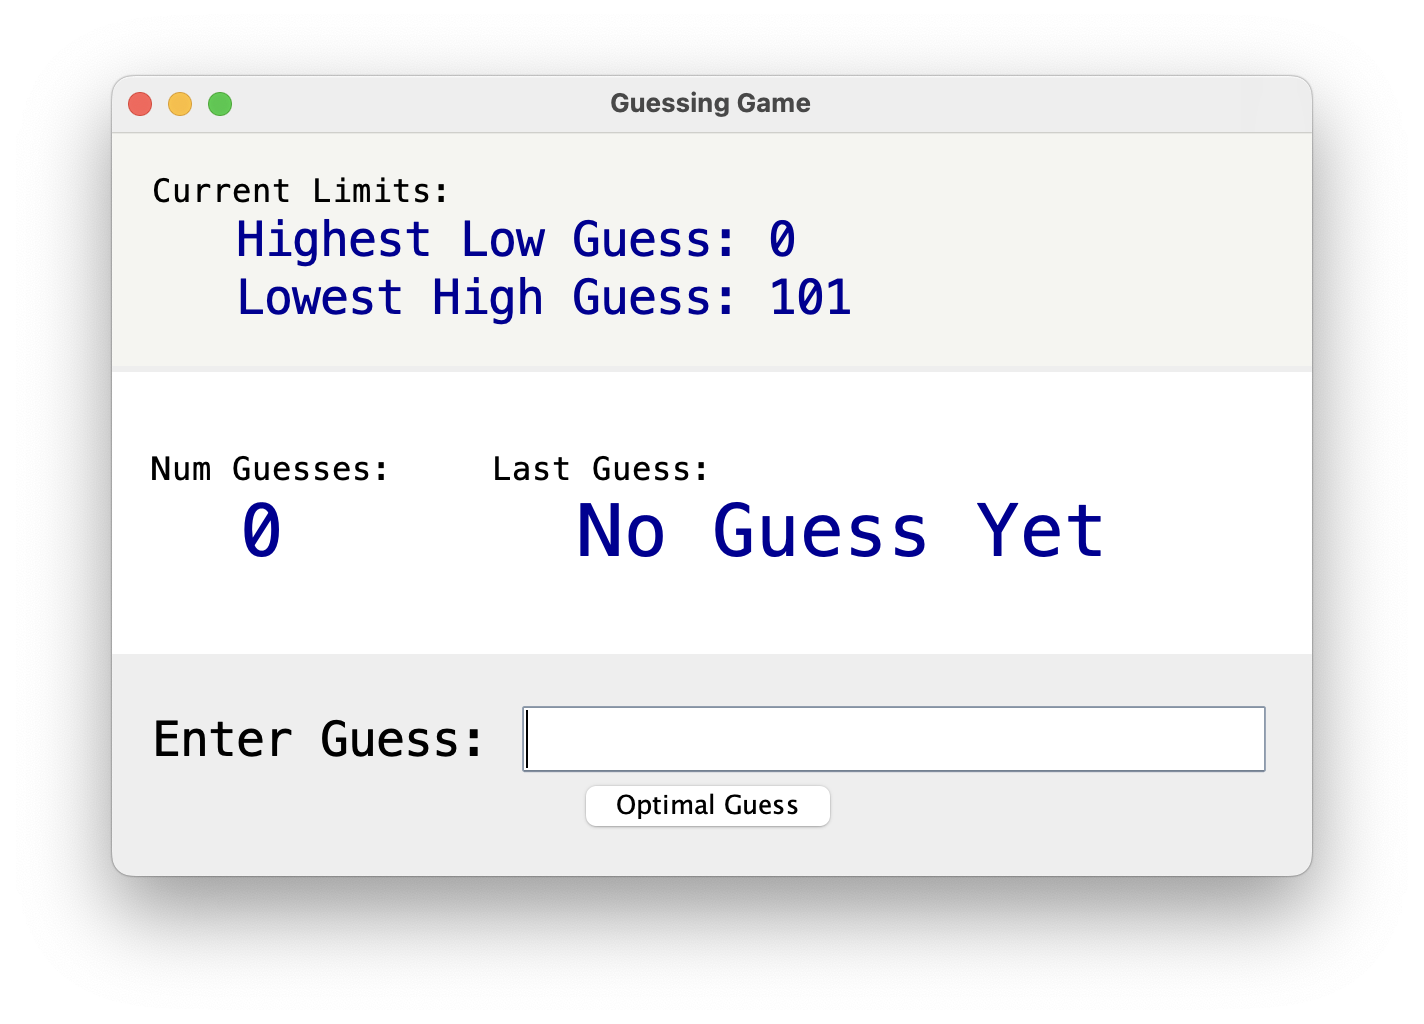 Guessing Game
Current Limits:
Highest Low Guess: 0
Lowest High Guess: 101
Num Guesses: Last Guess:
0 No Guess Yet
Enter Guess:
Optimal Guess